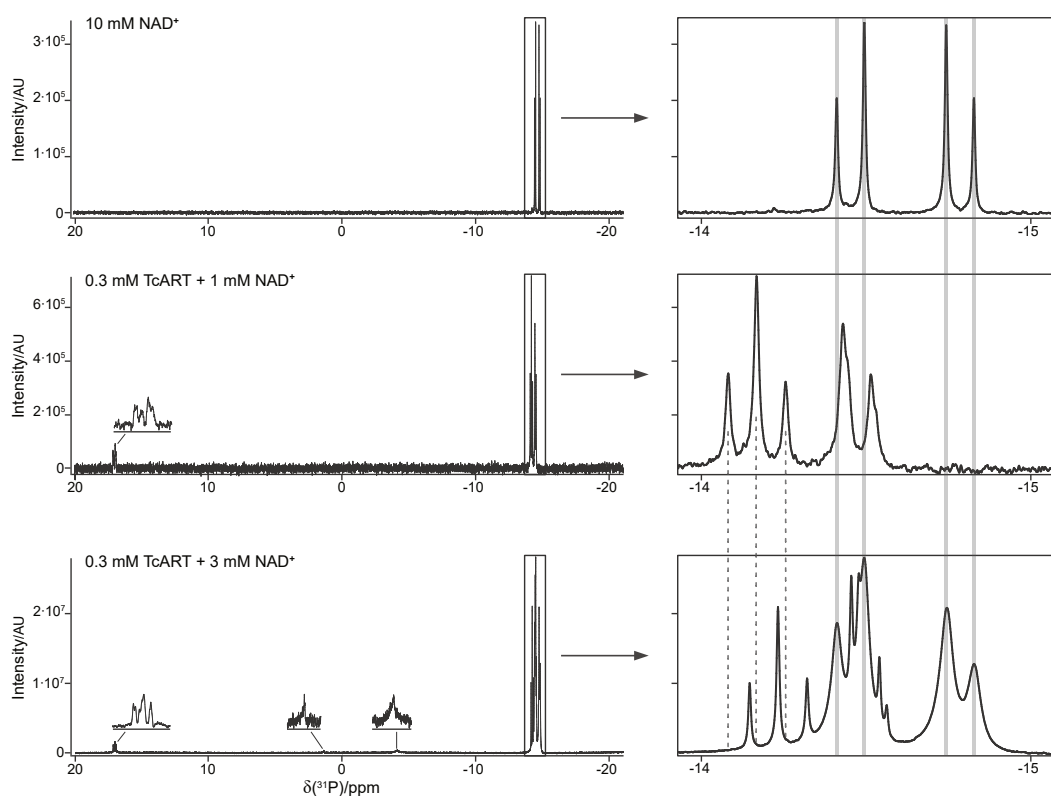 10 mM NAD⁺
Intensity/AU
3·10⁵
2·10⁵
1·10⁵
0
20 10 0 -10 -20
-14 -15
0.3 mM TcART + 1 mM NAD⁺
Intensity/AU
6·10⁵
4·10⁵
2·10⁵
0
20 10 0 -10 -20
-14 -15
0.3 mM TcART + 3 mM NAD⁺
Intensity/AU
2·10⁷
1·10⁷
0
20 10 0 -10 -20
-14 -15
δ(³¹P)/ppm